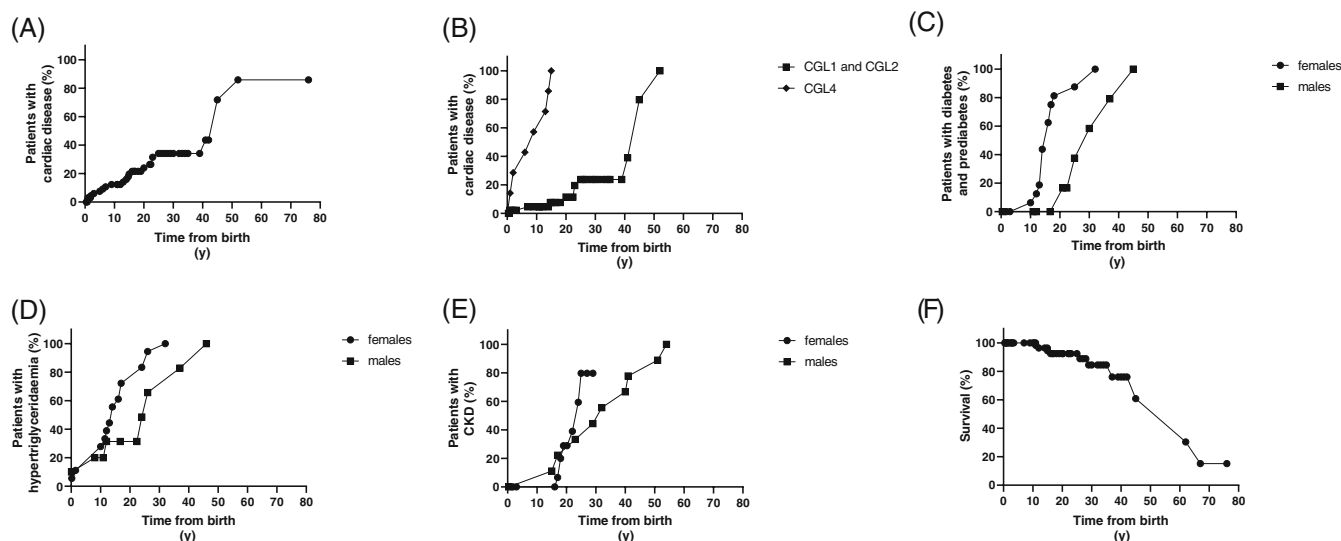 (A)
Patients with
cardiac disease (%)
100
80
60
40
20
0
0 10 20 30 40 50 60 70 80
Time from birth
(y)
(B)
Patients with
cardiac disease (%)
100
80
60
40
20
0
0 10 20 30 40 50 60 70 80
Time from birth
(y)
CGL1 and CGL2
CGL4
(C)
Patients with diabetes
and prediabetes (%)
100
80
60
40
20
0
0 10 20 30 40 50 60 70 80
Time from birth
(y)
females
males
(D)
Patients with
hypertriglyceridaemia (%)
100
80
60
40
20
0
0 10 20 30 40 50 60 70 80
Time from birth
(y)
females
males
(E)
Patients with
CKD (%)
100
80
60
40
20
0
0 10 20 30 40 50 60 70 80
Time from birth
(y)
females
males
(F)
Survival (%)
100
80
60
40
20
0
0 10 20 30 40 50 60 70 80
Time from birth
(y)